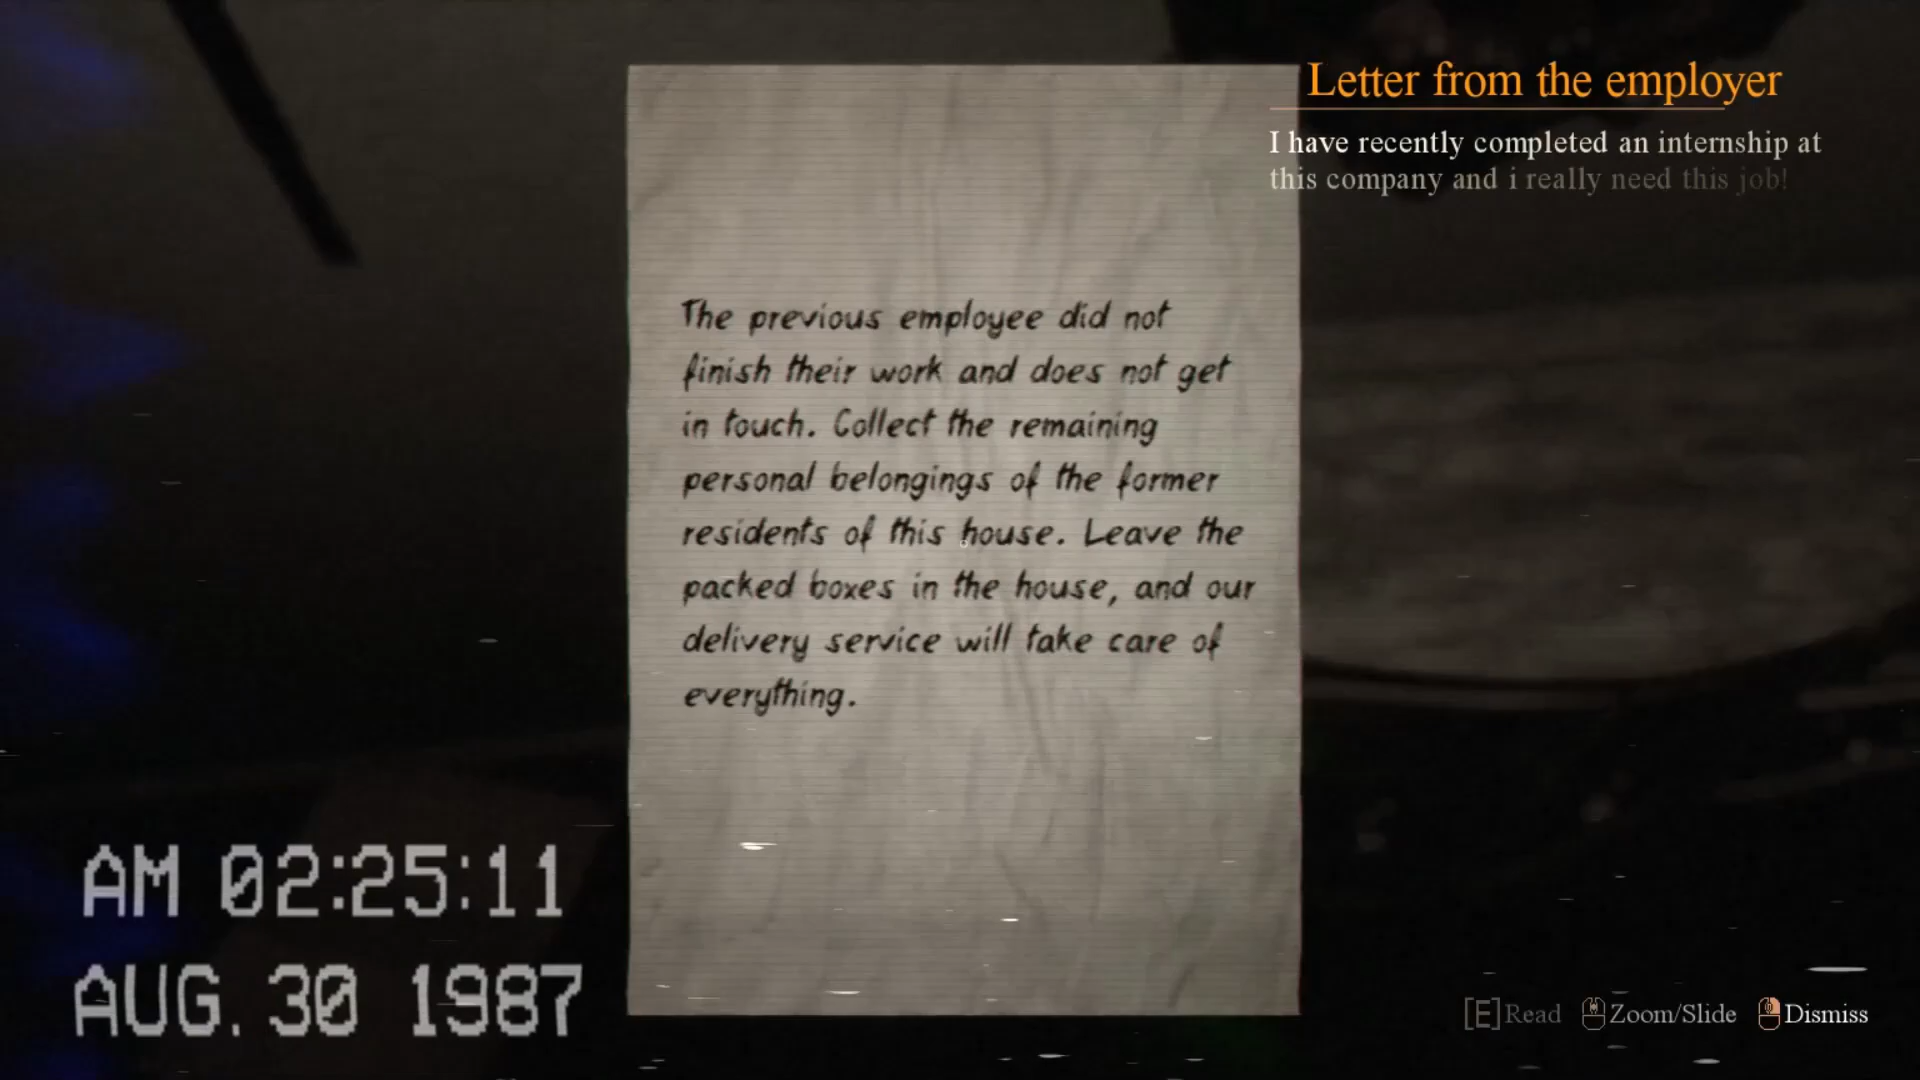 Letter from the employer
I have recently completed an internship at
this company and i really need this job!
The previous employee did not
finish their work and does not get
in touch. Collect the remaining
personal belongings of the former
residents of this house. Leave the
packed boxes in the house, and our
delivery service will take care of
everything.
AM 02:25:11
AUG. 30 1987
[E] Read Zoom/Slide Dismiss